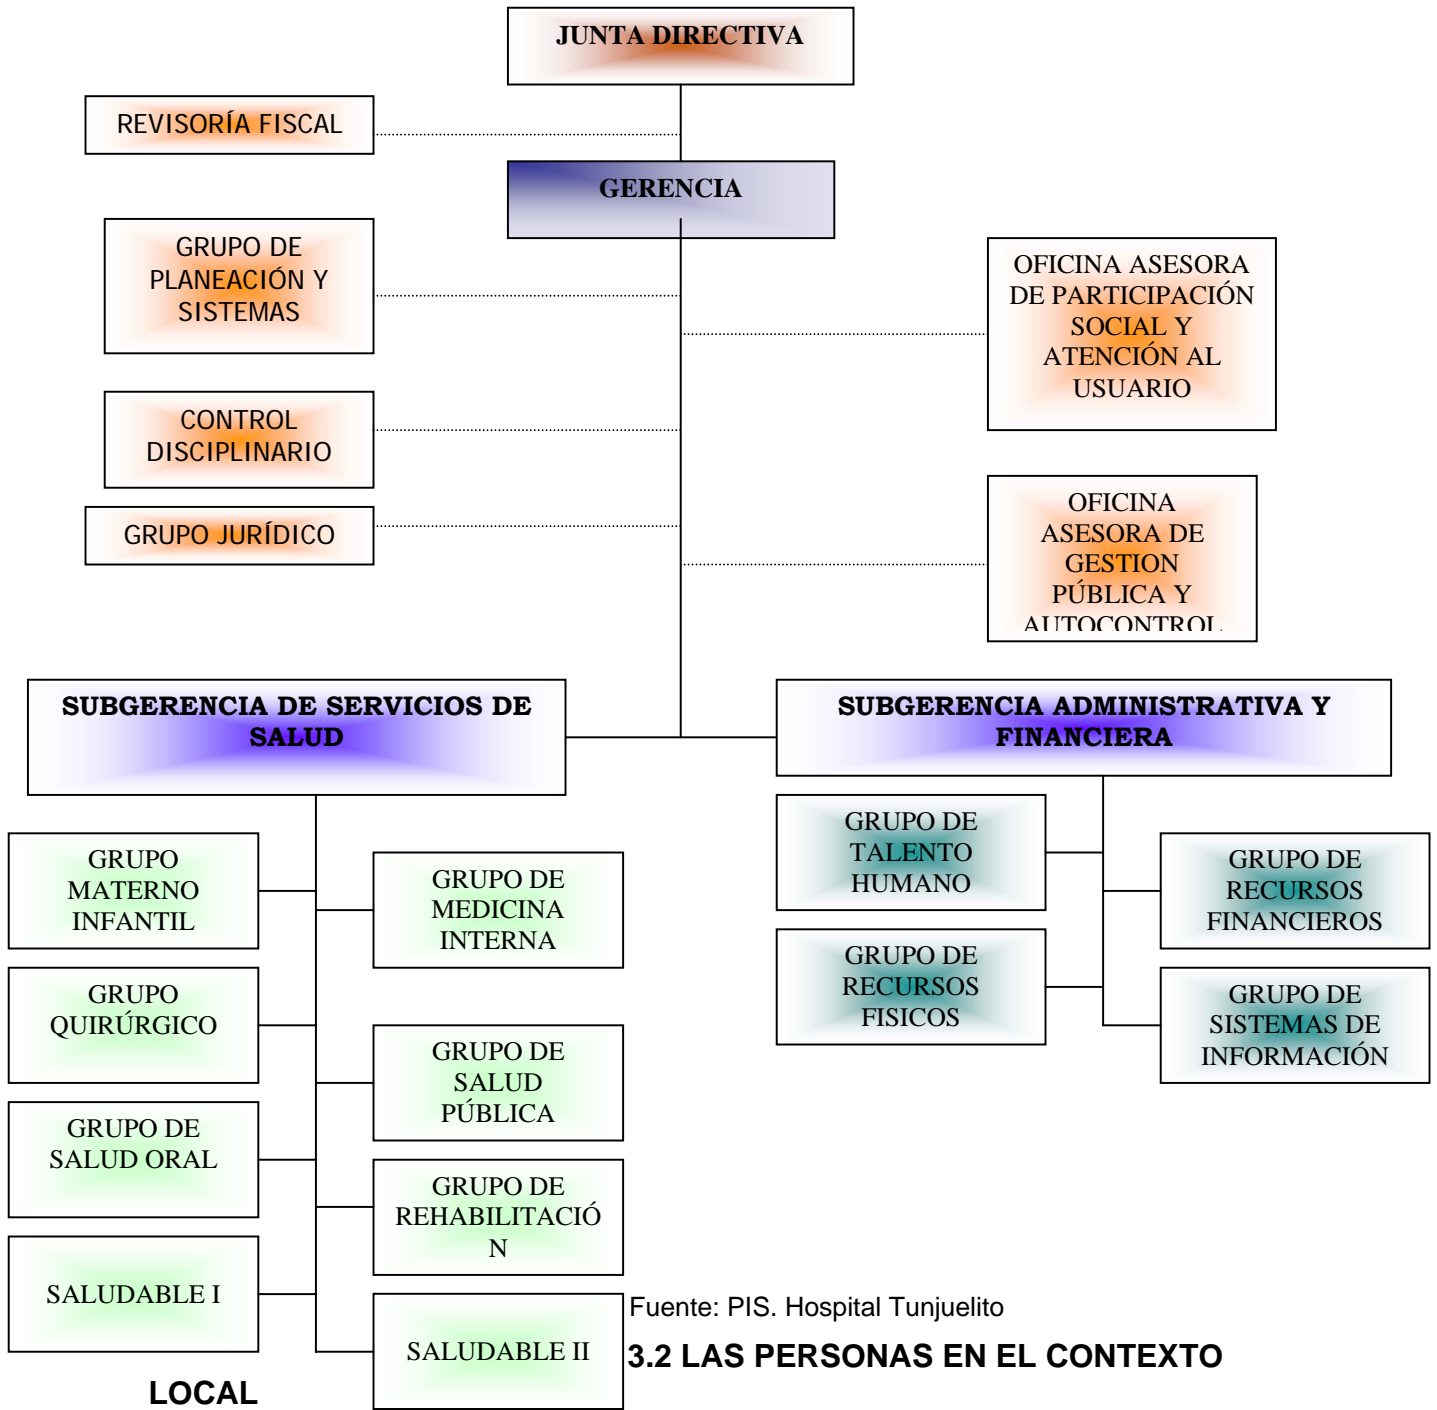 JUNTA DIRECTIVA
REVISORÍA FISCAL
GERENCIA
GRUPO DE
PLANEACIÓN Y
SISTEMAS
OFICINA ASESORA
DE PARTICIPACIÓN
SOCIAL Y
ATENCIÓN AL
USUARIO
CONTROL
DISCIPLINARIO
GRUPO JURÍDICO
OFICINA
ASESORA DE
GESTION
PÚBLICA Y
AUTOCONTROL
SUBGERENCIA DE SERVICIOS DE
SALUD
SUBGERENCIA ADMINISTRATIVA Y
FINANCIERA
GRUPO
MATERNO
INFANTIL
GRUPO DE
MEDICINA
INTERNA
GRUPO
QUIRÚRGICO
GRUPO DE
SALUD
PÚBLICA
GRUPO DE
SALUD ORAL
GRUPO DE
REHABILITACIÓ
N
SALUDABLE I
SALUDABLE II
GRUPO DE
TALENTO
HUMANO
GRUPO DE
RECURSOS
FINANCIEROS
GRUPO DE
RECURSOS
FISICOS
GRUPO DE
SISTEMAS DE
INFORMACIÓN
Fuente: PIS. Hospital Tunjuelito
3.2 LAS PERSONAS EN EL CONTEXTO
LOCAL